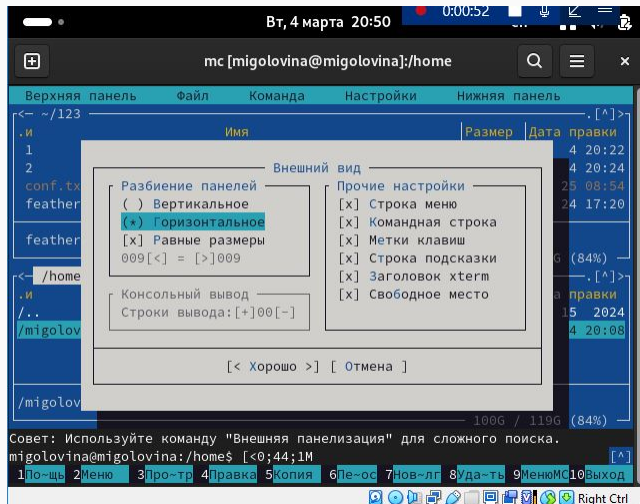 Вт, 4 марта 20:50
0:00:52
mc [migolovina@migolovina]:/home
Верхняя панель Файл Команда Настройки Нижняя панель
<— ~/123 .[^]>
.и Имя Размер Дата правки
1 4 20:22
2 4 20:24
conf.tx 25 08:54
feather 24 17:20
feather (84%)
Внешний вид
Разбиение панелей
( ) Вертикальное
(*) Горизонтальное
[x] Равные размеры
009[<] = [>]009
Консольный вывод
Строки вывода:[+]00[-]
Прочие настройки
[x] Строка меню
[x] Командная строка
[x] Метки клавиш
[x] Строка подсказки
[x] Заголовок xterm
[x] Свободное место
[< Хорошо >] [ Отмена ]
<— /home .[^]>
.и правки
/.. 15 2024
/migolov 4 20:08
/migolov
100G / 119G (84%)
Совет: Используйте команду "Внешняя панелизация" для сложного поиска.
migolovina@migolovina:/home$ [<0;44;1M [^]
1По~щь 2Меню 3Про~тр 4Правка 5Копия 6Пе~ос 7Нов~лг 8Уда~ть 9МенюMC 10Выход
Right Ctrl